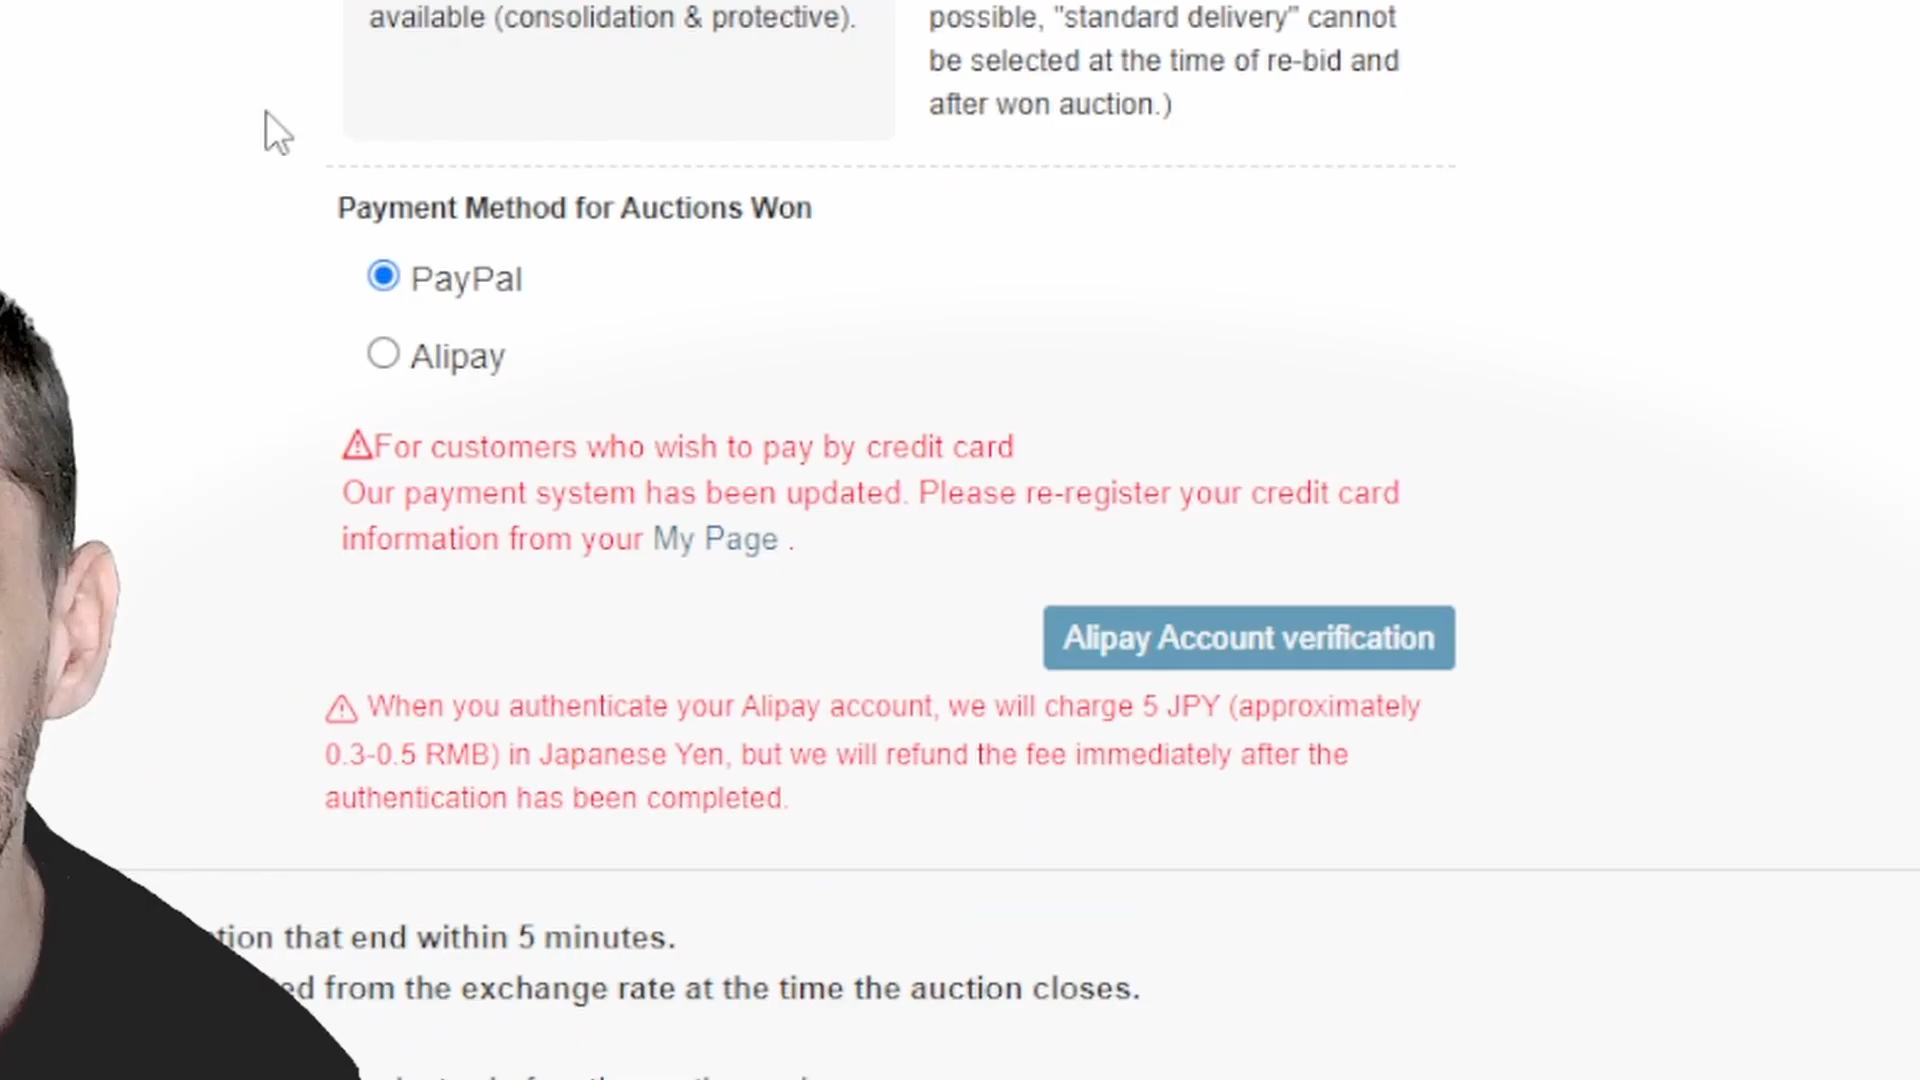 available (consolidation & protective).
possible, "standard delivery" cannot
be selected at the time of re-bid and
after won auction.)
Payment Method for Auctions Won
PayPal
Alipay
For customers who wish to pay by credit card
Our payment system has been updated. Please re-register your credit card
information from your My Page .
Alipay Account verification
When you authenticate your Alipay account, we will charge 5 JPY (approximately
0.3-0.5 RMB) in Japanese Yen, but we will refund the fee immediately after the
authentication has been completed.
that end within 5 minutes.
from the exchange rate at the time the auction closes.